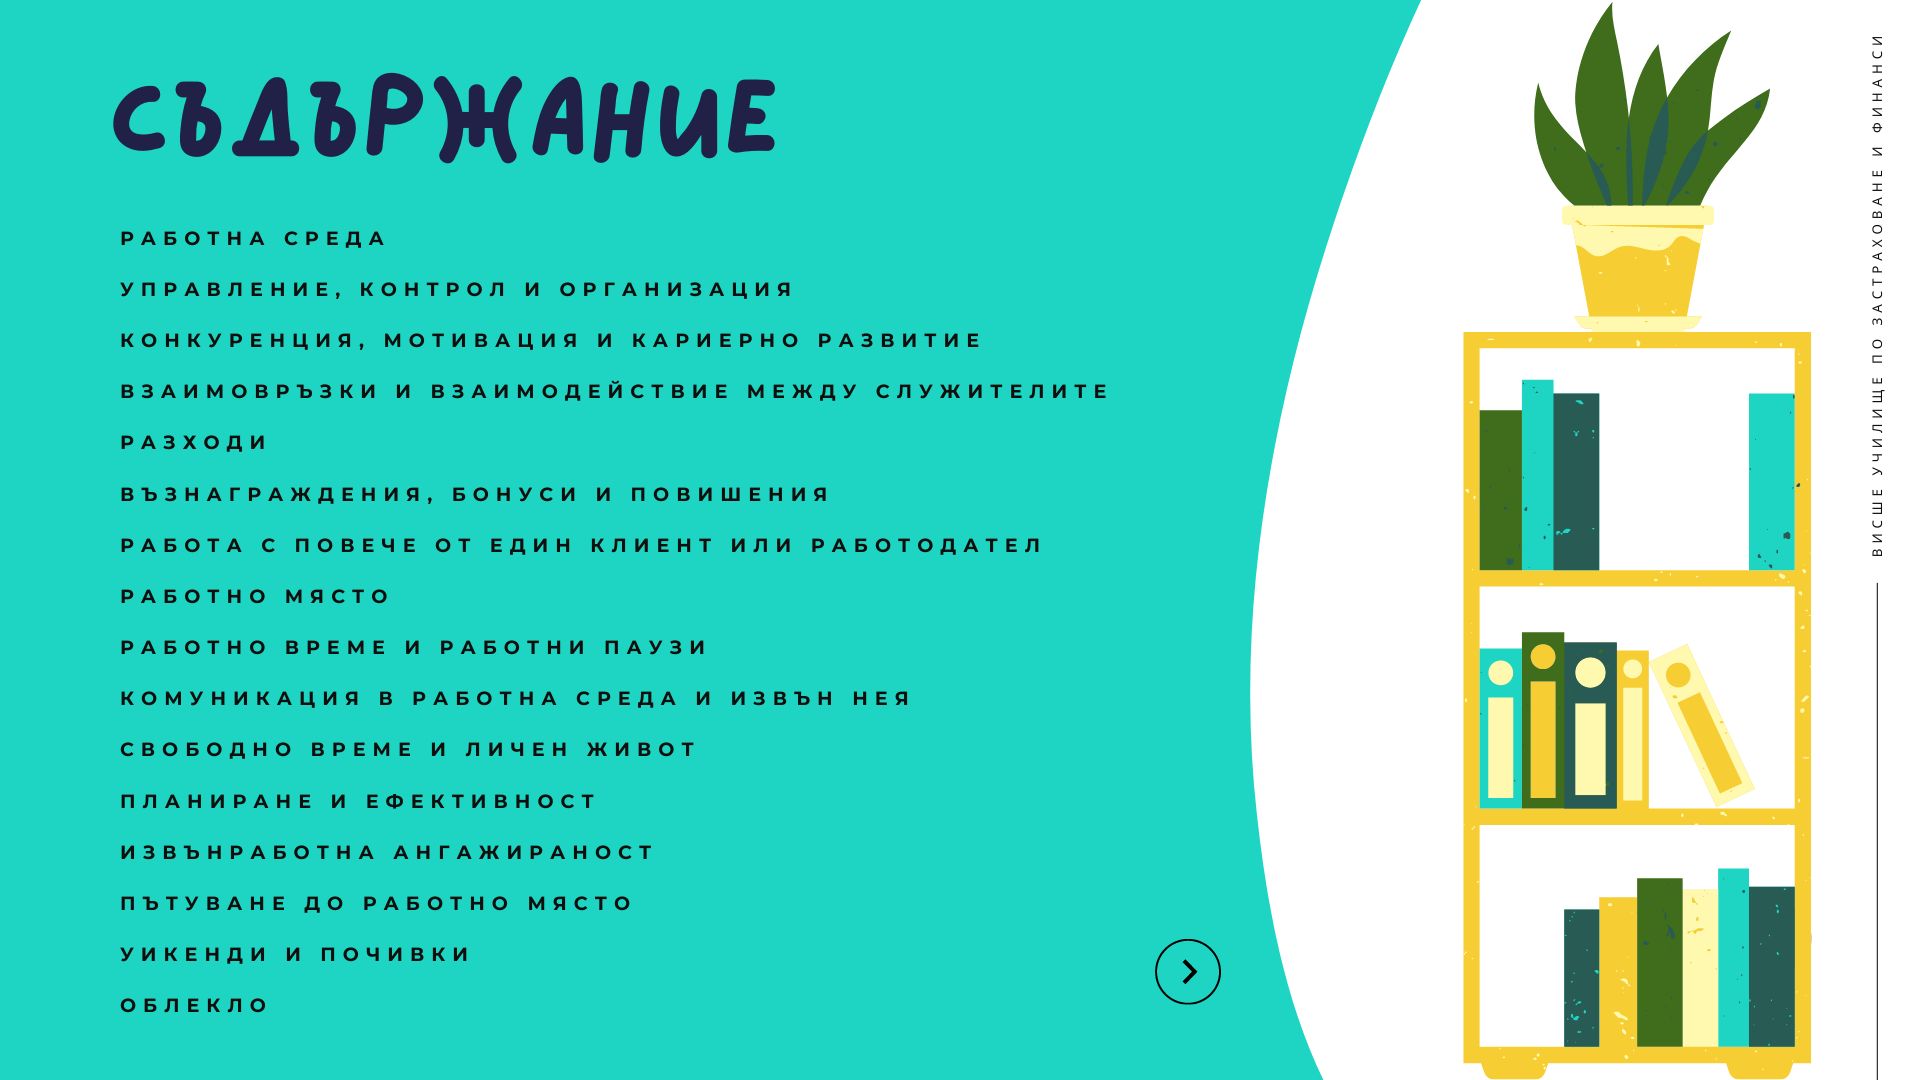 СЪДЪРЖАНИЕ
РАБОТНА СРЕДА
УПРАВЛЕНИЕ, КОНТРОЛ И ОРГАНИЗАЦИЯ
КОНКУРЕНЦИЯ, МОТИВАЦИЯ И КАРИЕРНО РАЗВИТИЕ
ВЗАИМОВРЪЗКИ И ВЗАИМОДЕЙСТВИЕ МЕЖДУ СЛУЖИТЕЛИТЕ
РАЗХОДИ
ВЪЗНАГРАЖДЕНИЯ, БОНУСИ И ПОВИШЕНИЯ
РАБОТА С ПОВЕЧЕ ОТ ЕДИН КЛИЕНТ ИЛИ РАБОТОДАТЕЛ
РАБОТНО МЯСТО
РАБОТНО ВРЕМЕ И РАБОТНИ ПАУЗИ
КОМУНИКАЦИЯ В РАБОТНА СРЕДА И ИЗВЪН НЕЯ
СВОБОДНО ВРЕМЕ И ЛИЧЕН ЖИВОТ
ПЛАНИРАНЕ И ЕФЕКТИВНОСТ
ИЗВЪНРАБОТНА АНГАЖИРАНОСТ
ПЪТУВАНЕ ДО РАБОТНО МЯСТО
УИКЕНДИ И ПОЧИВКИ
ОБЛЕКЛО
ВИСШЕ УЧИЛИЩЕ ПО ЗАСТРАХОВАНЕ И ФИНАНСИ